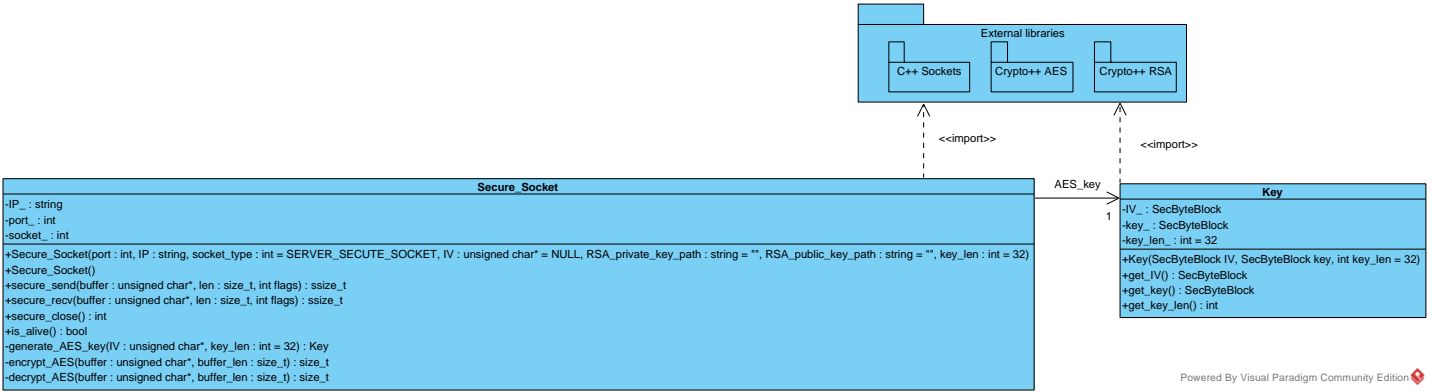 External libraries
C++ Sockets
Crypto++ AES
Crypto++ RSA
<<import>>
<<import>>
Secure_Socket
-IP_ : string
-port_ : int
-socket_ : int
+Secure_Socket(port : int, IP : string, socket_type : int = SERVER_SECUTE_SOCKET, IV : unsigned char* = NULL, RSA_private_key_path : string = "", RSA_public_key_path : string = "", key_len : int = 32)
+Secure_Socket()
+secure_send(buffer : unsigned char*, len : size_t, int flags) : ssize_t
+secure_recv(buffer : unsigned char*, len : size_t, int flags) : ssize_t
+secure_close() : int
+is_alive() : bool
-generate_AES_key(IV : unsigned char*, key_len : int = 32) : Key
-encrypt_AES(buffer : unsigned char*, buffer_len : size_t) : size_t
-decrypt_AES(buffer : unsigned char*, buffer_len : size_t) : size_t
AES_key
1
Key
-IV_ : SecByteBlock
-key_ : SecByteBlock
-key_len_ : int = 32
+Key(SecByteBlock IV, SecByteBlock key, int key_len = 32)
+get_IV() : SecByteBlock
+get_key() : SecByteBlock
+get_key_len() : int
Powered By Visual Paradigm Community Edition